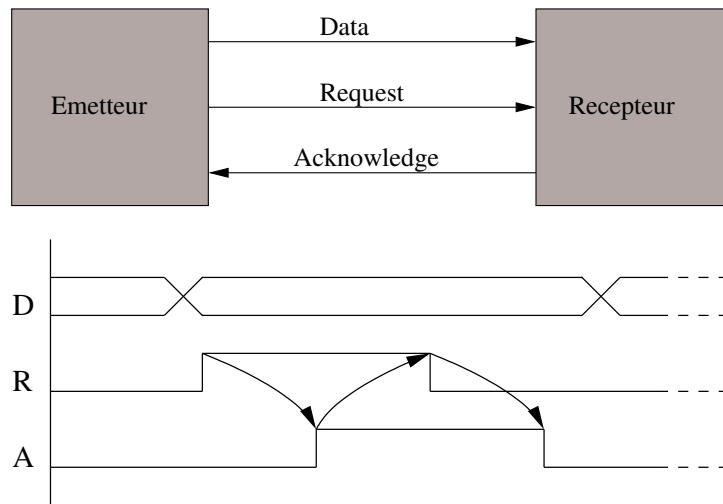 Data
Emetteur
Request
Recepteur
Acknowledge
D
R
A